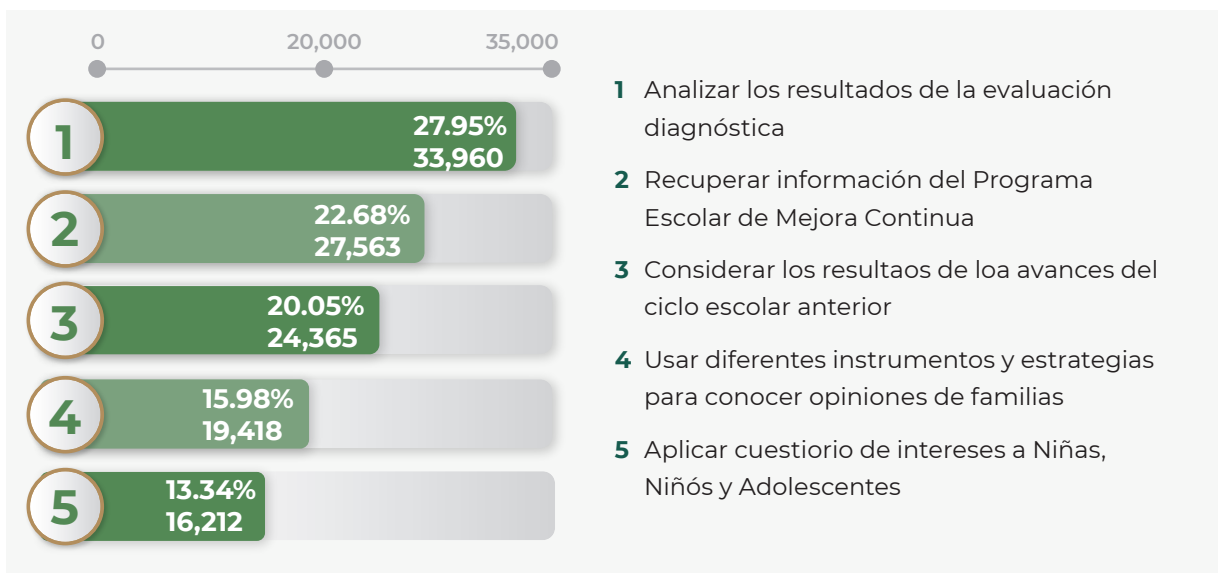 0 20,000 35,000
1
27.95%
33,960
2
22.68%
27,563
3
20.05%
24,365
4
15.98%
19,418
5
13.34%
16,212
1 Analizar los resultados de la evaluación
diagnóstica
2 Recuperar información del Programa
Escolar de Mejora Continua
3 Considerar los resultaos de loa avances del
ciclo escolar anterior
4 Usar diferentes instrumentos y estrategias
para conocer opiniones de familias
5 Aplicar cuestiorio de intereses a Niñas,
Niñós y Adolescentes